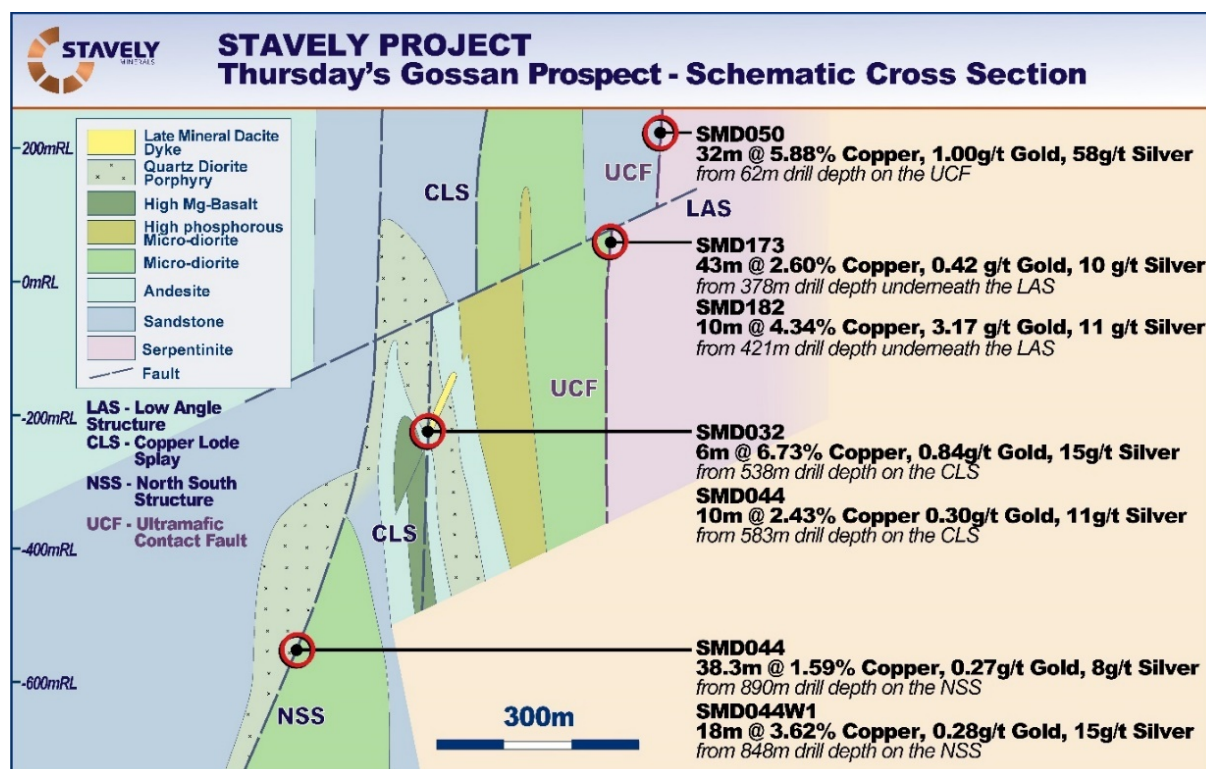 STAVELY
MINERALS
STAVELY PROJECT
Thursday's Gossan Prospect - Schematic Cross Section
200mRL
0mRL
-200mRL
-400mRL
-600mRL
Late Mineral Dacite
Dyke
Quartz Diorite
Porphyry
High Mg-Basalt
High phosphorous
Micro-diorite
Micro-diorite
Andesite
Sandstone
Serpentinite
Fault
LAS - Low Angle
Structure
CLS - Copper Lode
Splay
NSS - North South
Structure
UCF - Ultramafic
Contact Fault
CLS
UCF
LAS
UCF
CLS
NSS
300m
SMD050
32m @ 5.88% Copper, 1.00g/t Gold, 58g/t Silver
from 62m drill depth on the UCF
SMD173
43m @ 2.60% Copper, 0.42 g/t Gold, 10 g/t Silver
from 378m drill depth underneath the LAS
SMD182
10m @ 4.34% Copper, 3.17 g/t Gold, 11 g/t Silver
from 421m drill depth underneath the LAS
SMD032
6m @ 6.73% Copper, 0.84g/t Gold, 15g/t Silver
from 538m drill depth on the CLS
SMD044
10m @ 2.43% Copper 0.30g/t Gold, 11g/t Silver
from 583m drill depth on the CLS
SMD044
38.3m @ 1.59% Copper, 0.27g/t Gold, 8g/t Silver
from 890m drill depth on the NSS
SMD044W1
18m @ 3.62% Copper, 0.28g/t Gold, 15g/t Silver
from 848m drill depth on the NSS